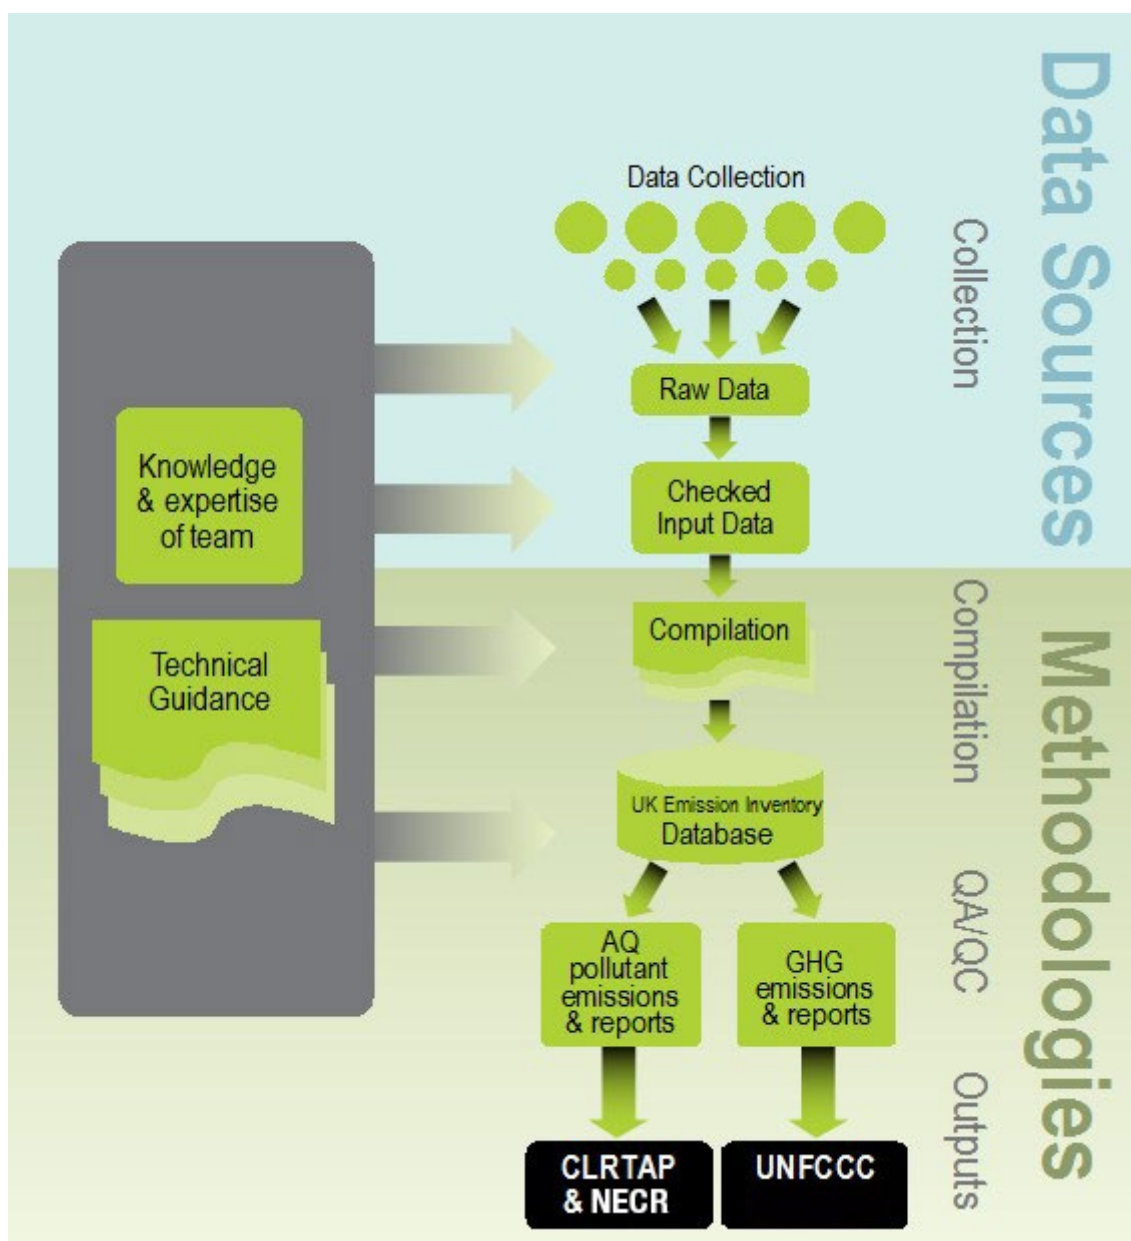 Data Sources
Methodologies
Collection
Compilation
QA/QC
Outputs
Data Collection
Raw Data
Checked
Input Data
Knowledge
& expertise
of team
Technical
Guidance
Compilation
UK Emission Inventory
Database
AQ
pollutant
emissions
& reports
GHG
emissions
& reports
CLRTAP
& NECR
UNFCCC